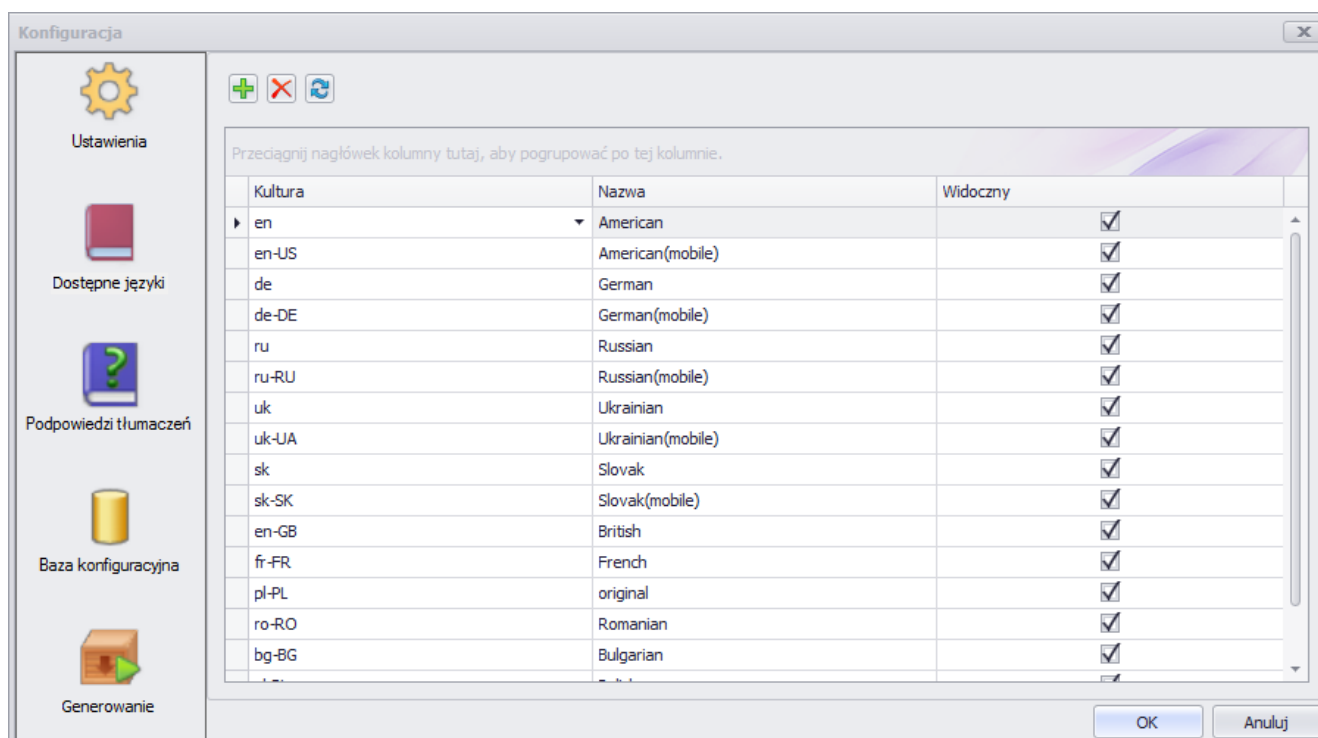 Konfiguracja
Ustawienia
Dostępne języki
Podpowiedzi tłumaczeń
Baza konfiguracyjna
Generowanie
Przeciągnij nagłówek kolumny tutaj, aby pogrupować po tej kolumnie.
Kultura Nazwa Widoczny
en American
en-US American(mobile)
de German
de-DE German(mobile)
ru Russian
ru-RU Russian(mobile)
uk Ukrainian
uk-UA Ukrainian(mobile)
sk Slovak
sk-SK Slovak(mobile)
en-GB British
fr-FR French
pl-PL original
ro-RO Romanian
bg-BG Bulgarian
OK Anuluj